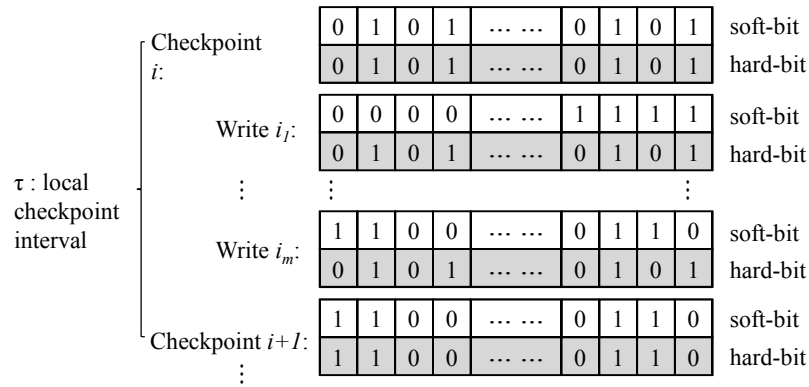 Checkpoint i:
0 1 0 1 ... ... 0 1 0 1 soft-bit
0 1 0 1 ... ... 0 1 0 1 hard-bit
Write i1:
0 0 0 0 ... ... 1 1 1 1 soft-bit
0 1 0 1 ... ... 0 1 0 1 hard-bit
τ : local
checkpoint
interval
⋮ ⋮ ⋮
Write im:
1 1 0 0 ... ... 0 1 1 0 soft-bit
0 1 0 1 ... ... 0 1 0 1 hard-bit
Checkpoint i+1:
1 1 0 0 ... ... 0 1 1 0 soft-bit
1 1 0 0 ... ... 0 1 1 0 hard-bit
⋮